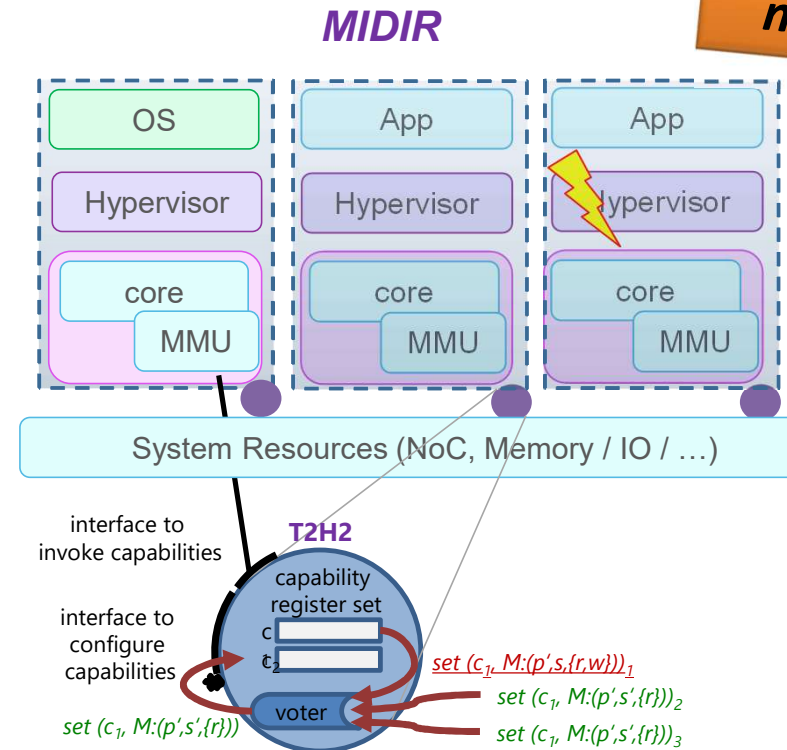 MIDIR
OS
App
App
Hypervisor
Hypervisor
ypervisor
core
core
core
MMU
MMU
MMU
System Resources (NoC, Memory / IO / …)
interface to
invoke capabilities
T2H2
capability
register set
interface to
configure
capabilities
c
c₂
set (c₁, M:(p‘,s,{r,w}))₁
set (c₁, M:(p‘,s‘,{r}))₂
voter
set (c₁, M:(p‘,s‘,{r}))
set (c₁, M:(p‘,s‘,{r}))₃